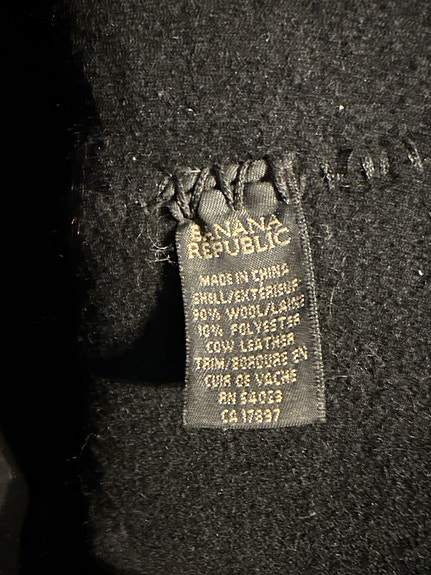 BANANA
REPUBLIC
MADE IN CHINA
SHELL/EXTÉRIEUR
90% WOOL/LAINE
10% POLYESTER
COW LEATHER
TRIM/BORDURE EN
CUIR DE VACHE
RN 54023
CA 17897